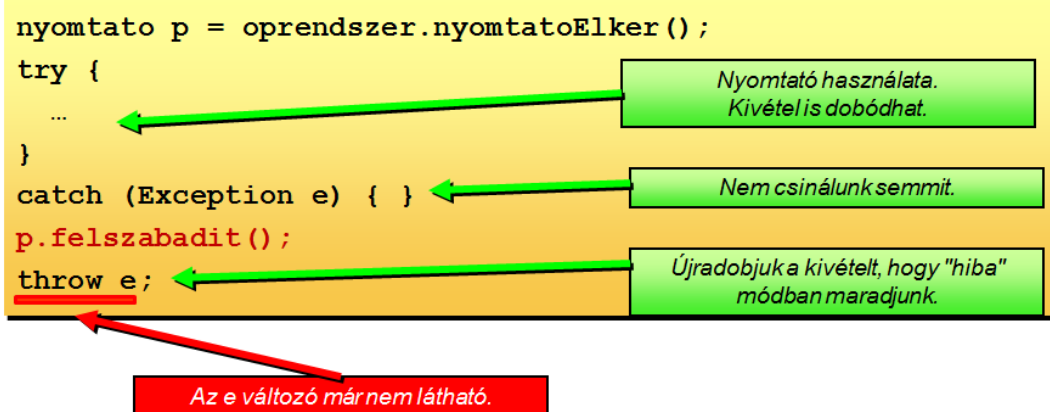 nyomtato p = oprendszer.nyomtatoElker();
try {
Nyomtató használata.
Kivétel is dobódhat.
…
}
catch (Exception e) { }
Nem csinálunk semmit.
p.felszabadit();
throw e;
Újradobjuk a kivételt, hogy "hiba"
módban maradjunk.
Az e változó már nem látható.